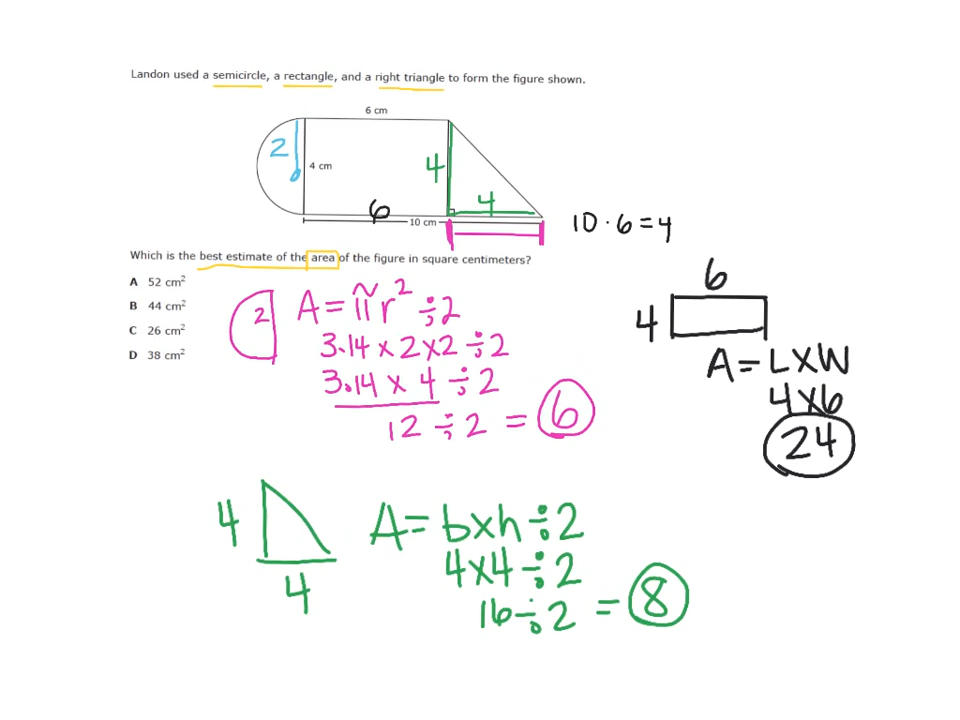 Landon used a semicircle, a rectangle, and a right triangle to form the figure shown.
6 cm
2
4 cm
4
4
6
10 cm
10 · 6 = 4
Which is the best estimate of the area of the figure in square centimeters?
A 52 cm²
B 44 cm²
C 26 cm²
D 38 cm²
2
A = πr² ÷ 2
3.14 × 2 × 2 ÷ 2
3.14 × 4 ÷ 2
12 ÷ 2 = 6
6
4
A = L × W
4 × 6
24
4
4
A = b × h ÷ 2
4 × 4 ÷ 2
16 ÷ 2 = 8